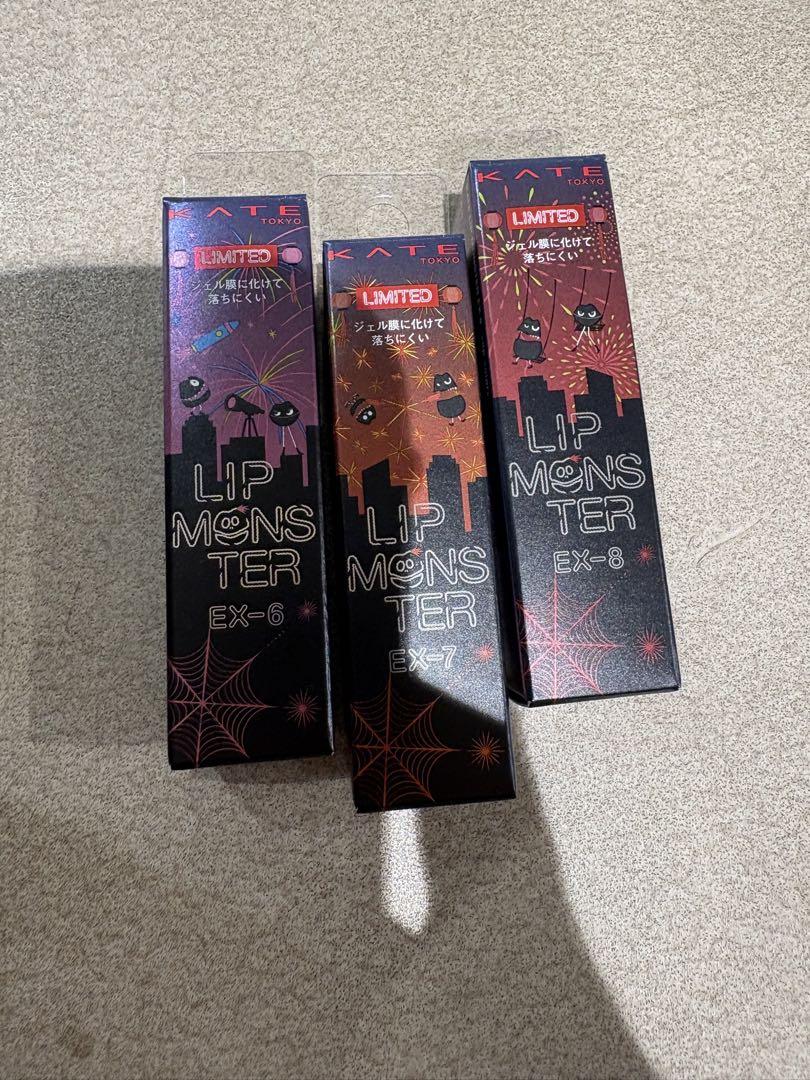 KATE
TOKYO
LIMITED
ジェル膜に化けて
落ちにくい
LIP
MONS
TER
EX-6
KATE
TOKYO
LIMITED
ジェル膜に化けて
落ちにくい
LIP
MONS
TER
EX-7
KATE
TOKYO
LIMITED
ジェル膜に化けて
落ちにくい
LIP
MONS
TER
EX-8